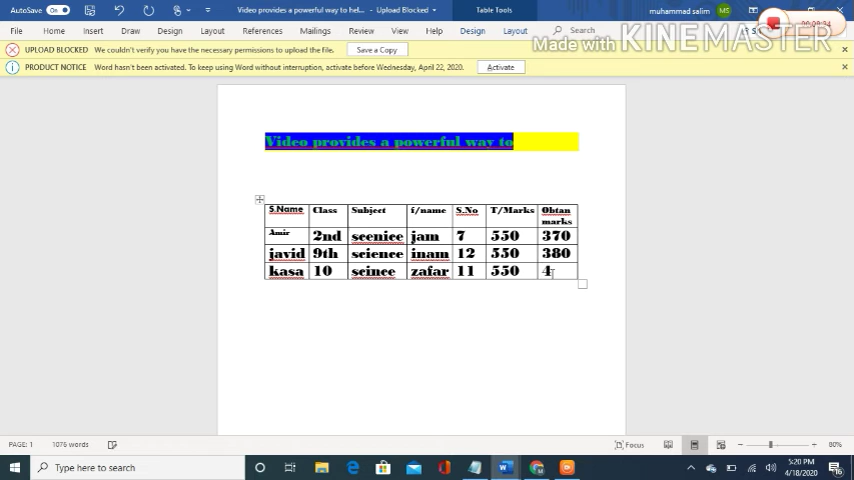 AutoSave On Video provides a powerful way to hel... - Upload Blocked Table Tools muhammad salim MS
File Home Insert Draw Design Layout References Mailings Review View Help Design Layout Search
Made with KINEMASTER
UPLOAD BLOCKED We couldn't verify you have the necessary permissions to upload the file. Save a Copy
PRODUCT NOTICE Word hasn't been activated. To keep using Word without interruption, activate before Wednesday, April 22, 2020. Activate
Video provides a powerful way to
S.Name Class Subject f/name S.No T/Marks Obtan
marks
Amir 2nd seenice jam 7 550 370
javid 9th science inam 12 550 380
kasa 10 scince zafar 11 550 4
PAGE: 1 1076 words Focus 80%
Type here to search 5:20 PM
4/18/2020 16